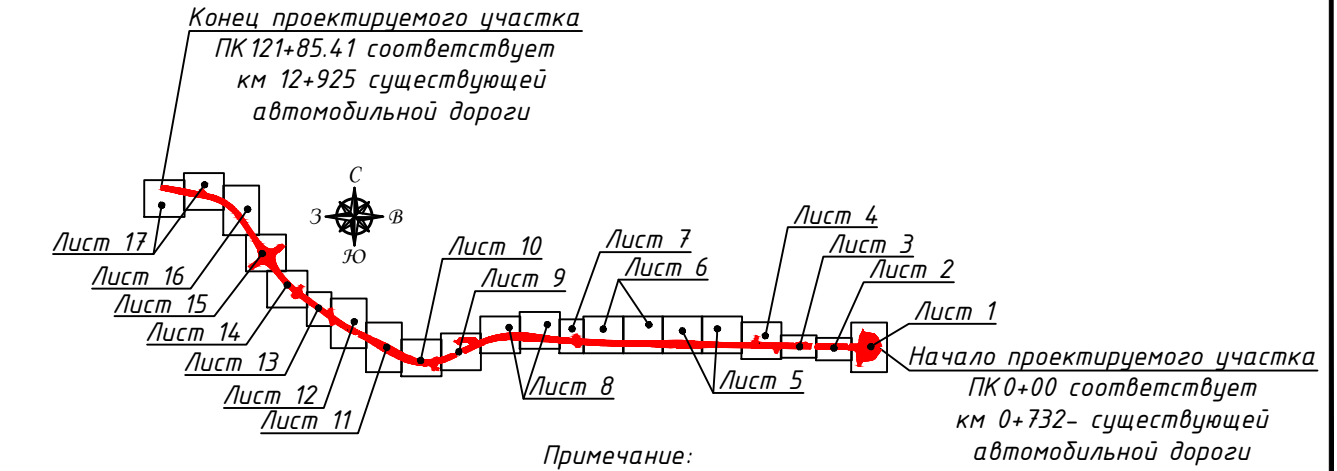 Конец проектируемого участка
ПК 121+85.41 соответствует
км 12+925 существующей
автомобильной дороги
С
З
В
Ю
Лист 17
Лист 16
Лист 15
Лист 14
Лист 13
Лист 12
Лист 11
Лист 10
Лист 9
Лист 8
Лист 7
Лист 6
Лист 5
Лист 4
Лист 3
Лист 2
Лист 1
Начало проектируемого участка
ПК 0+00 соответствует
км 0+732- существующей
автомобильной дороги
Примечание: